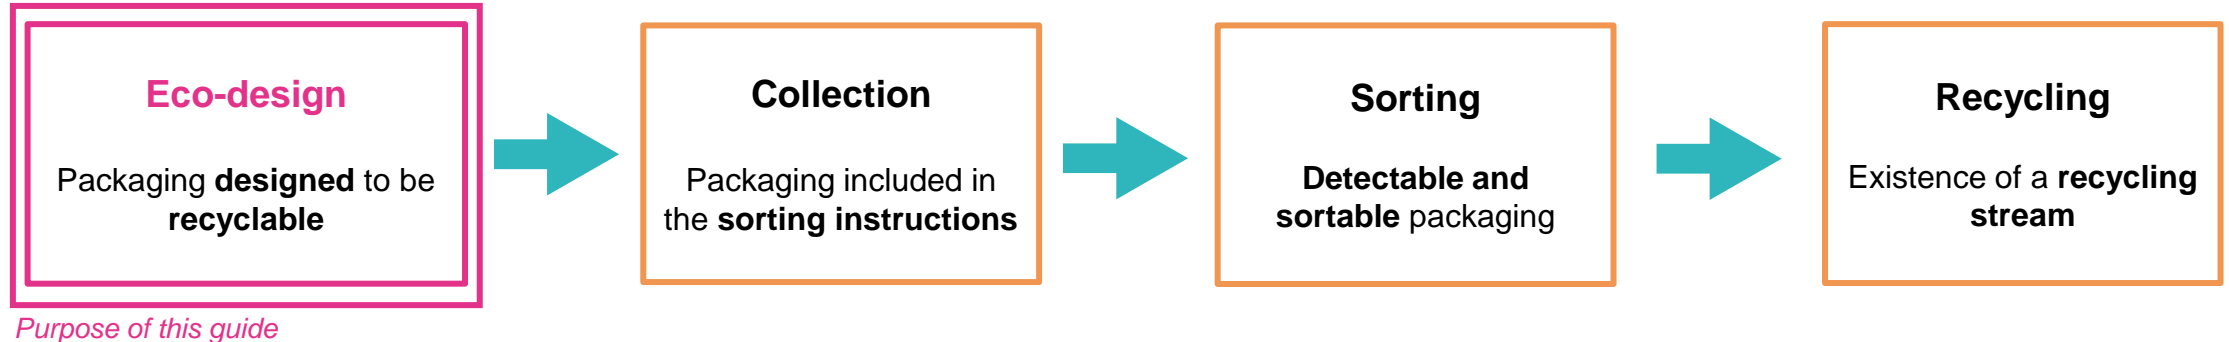 Eco-design
Packaging designed to be
recyclable
Purpose of this guide
Collection
Packaging included in
the sorting instructions
Sorting
Detectable and
sortable packaging
Recycling
Existence of a recycling
stream